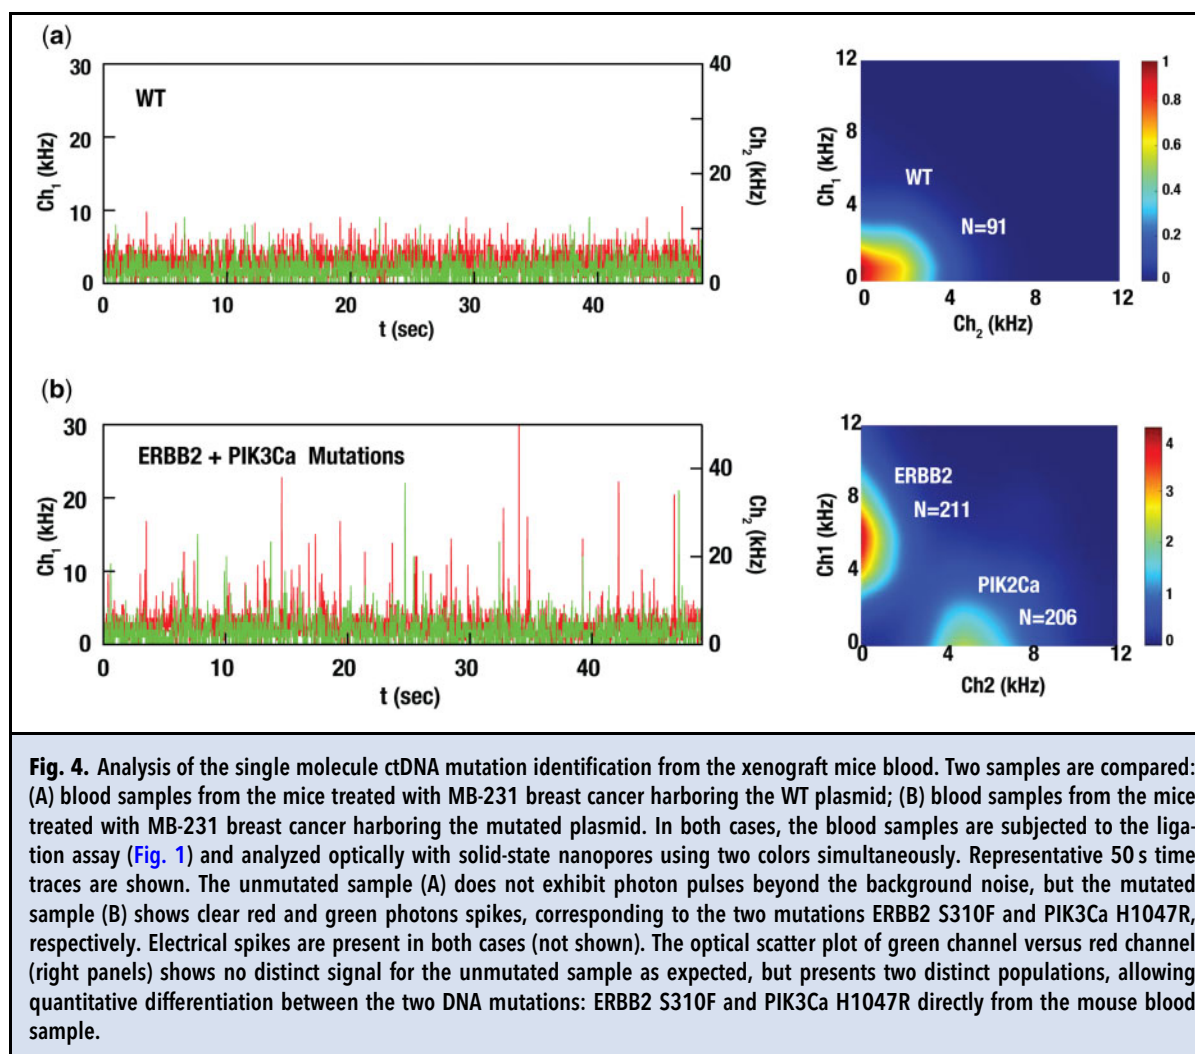 (a)
30
20
10
0
Ch1 (kHz)
WT
40
20
0
Ch2 (kHz)
0 10 20 30 40
t (sec)
12
8
4
0
Ch1 (kHz)
WT
N=91
0 4 8 12
Ch2 (kHz)
1
0.8
0.6
0.4
0.2
0
(b)
30
20
10
0
Ch1 (kHz)
ERBB2 + PIK3Ca Mutations
40
20
0
Ch2 (kHz)
0 10 20 30 40
t (sec)
12
8
4
0
Ch1 (kHz)
ERBB2
N=211
PIK2Ca
N=206
0 4 8 12
Ch2 (kHz)
4
3
2
1
0
Fig. 4. Analysis of the single molecule ctDNA mutation identification from the xenograft mice blood. Two samples are compared:
(A) blood samples from the mice treated with MB-231 breast cancer harboring the WT plasmid; (B) blood samples from the mice
treated with MB-231 breast cancer harboring the mutated plasmid. In both cases, the blood samples are subjected to the liga-
tion assay (Fig. 1) and analyzed optically with solid-state nanopores using two colors simultaneously. Representative 50 s time
traces are shown. The unmutated sample (A) does not exhibit photon pulses beyond the background noise, but the mutated
sample (B) shows clear red and green photons spikes, corresponding to the two mutations ERBB2 S310F and PIK3Ca H1047R,
respectively. Electrical spikes are present in both cases (not shown). The optical scatter plot of green channel versus red channel
(right panels) shows no distinct signal for the unmutated sample as expected, but presents two distinct populations, allowing
quantitative differentiation between the two DNA mutations: ERBB2 S310F and PIK3Ca H1047R directly from the mouse blood
sample.